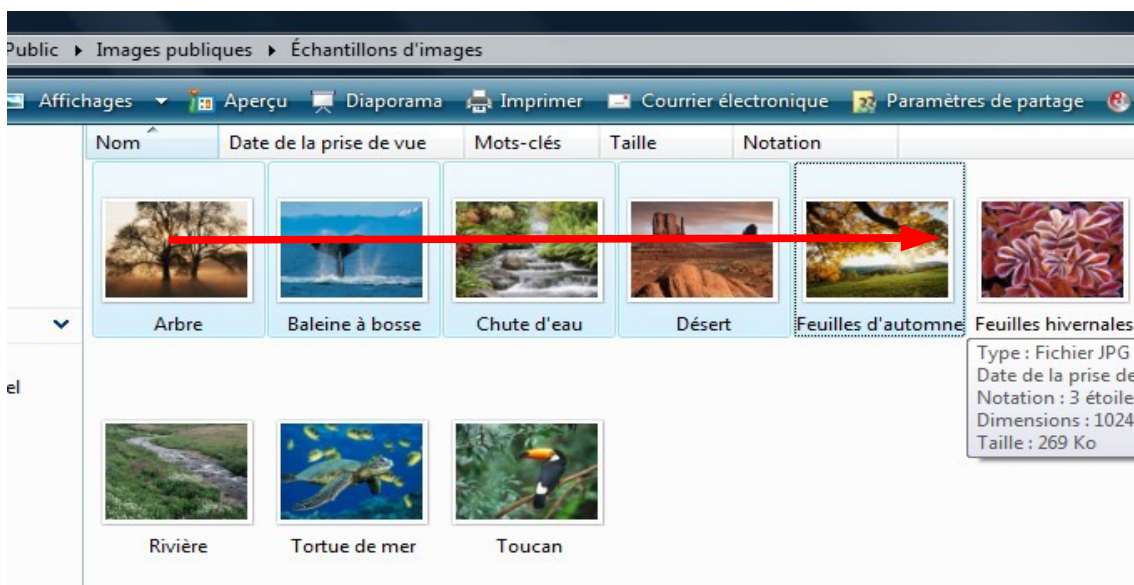 Public ▸ Images publiques ▸ Échantillons d'images
Affichages Aperçu Diaporama Imprimer Courrier électronique Paramètres de partage
Nom Date de la prise de vue Mots-clés Taille Notation
Arbre Baleine à bosse Chute d'eau Désert Feuilles d'automne Feuilles hivernales
el
Type : Fichier JPG
Date de la prise de
Notation : 3 étoile
Dimensions : 1024
Taille : 269 Ko
Rivière Tortue de mer Toucan